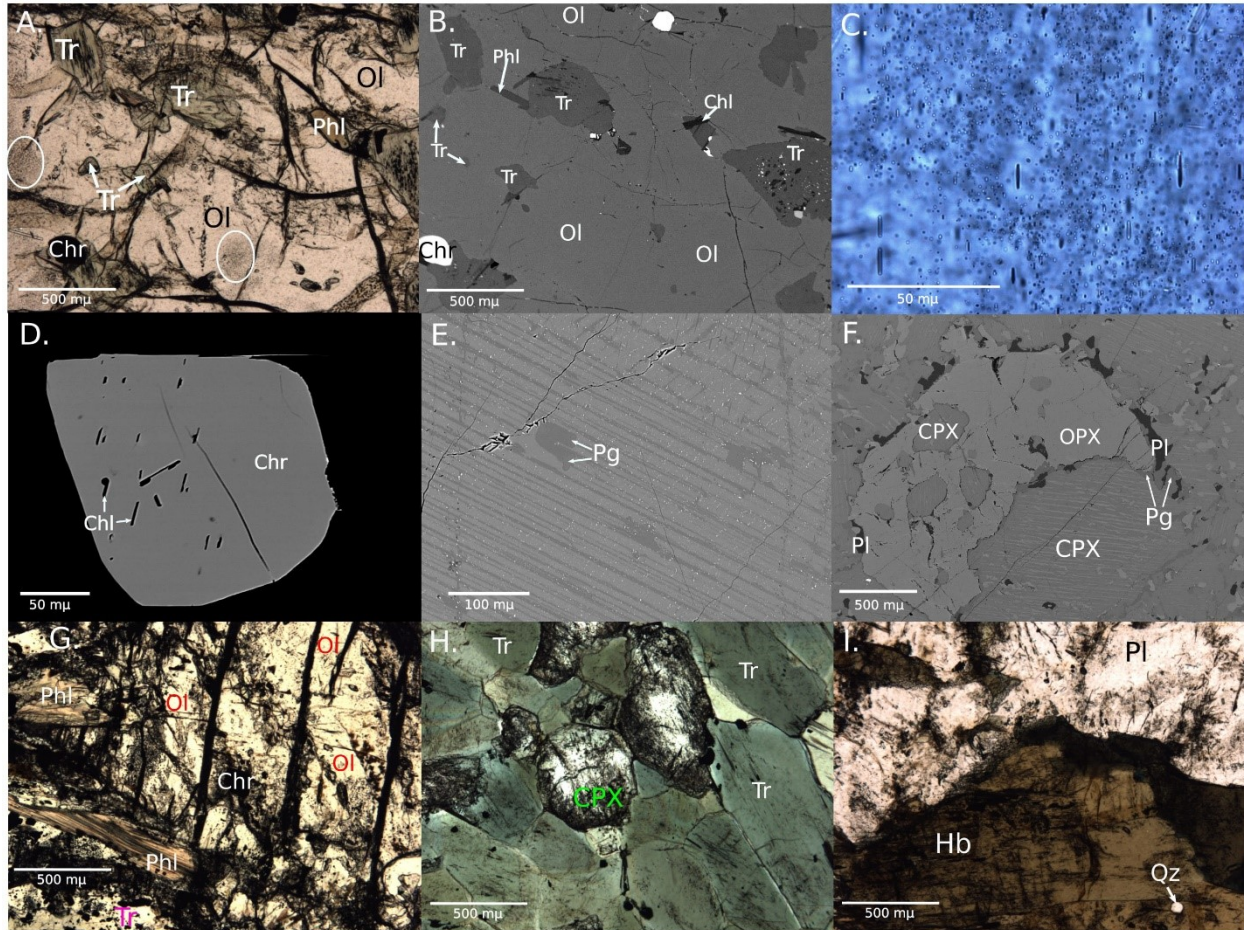 A.
Tr
Tr
Ol
Phl
Tr
Ol
Chr
500 mµ
B.
Ol
Tr
Phl
Tr
Chl
Tr
Tr
Tr
Ol
Ol
Chr
500 mµ
C.
50 mµ
D.
Chr
Chl
50 mµ
E.
Pg
100 mµ
F.
CPX
OPX
Pl
Pg
CPX
Pl
500 mµ
G.
Ol
Phl
Ol
Ol
Chr
Phl
500 mµ
Tr
H.
Tr
Tr
CPX
Tr
500 mµ
I.
Pl
Hb
Qz
500 mµ